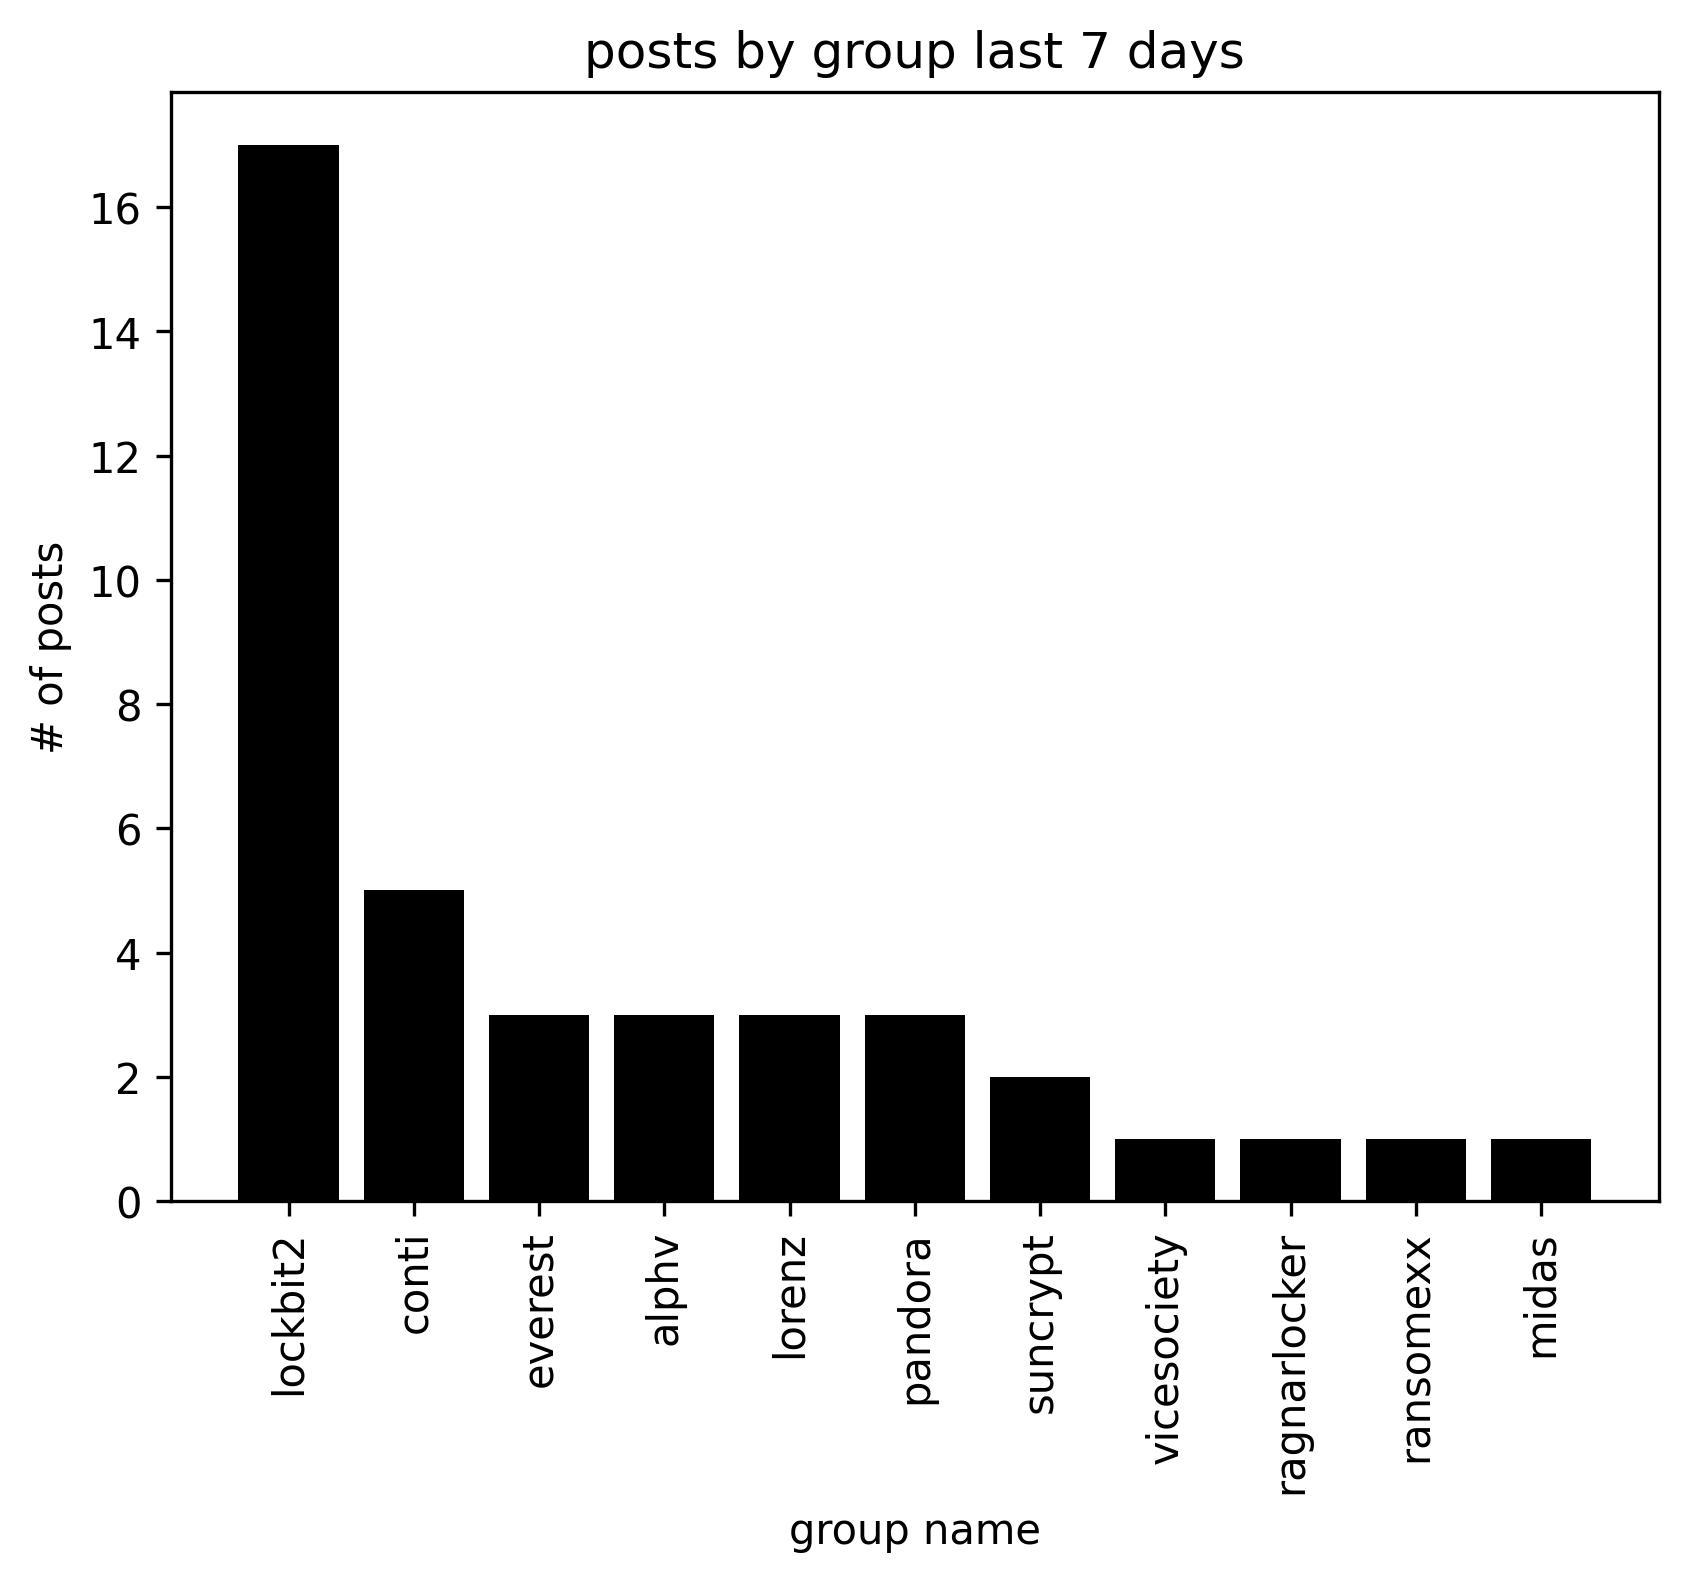 posts by group last 7 days
# of posts
16
14
12
10
8
6
4
2
0
lockbit2
conti
everest
alphv
lorenz
pandora
suncrypt
vicesociety
ragnarlocker
ransomexx
midas
group name